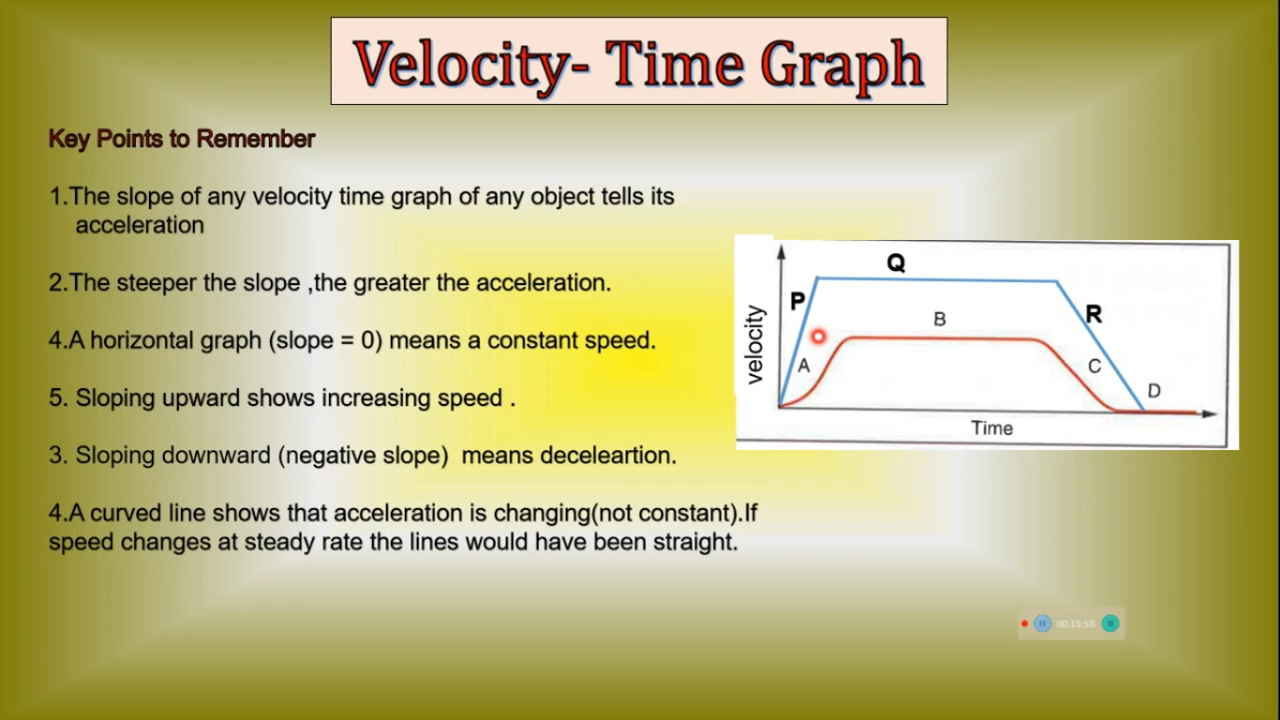 Velocity- Time Graph
Key Points to Remember
1.The slope of any velocity time graph of any object tells its
acceleration
2.The steeper the slope ,the greater the acceleration.
4.A horizontal graph (slope = 0) means a constant speed.
5. Sloping upward shows increasing speed .
3. Sloping downward (negative slope) means deceleartion.
4.A curved line shows that acceleration is changing(not constant).If
speed changes at steady rate the lines would have been straight.
velocity
Q
P
R
B
A
C
D
Time
00:15:50